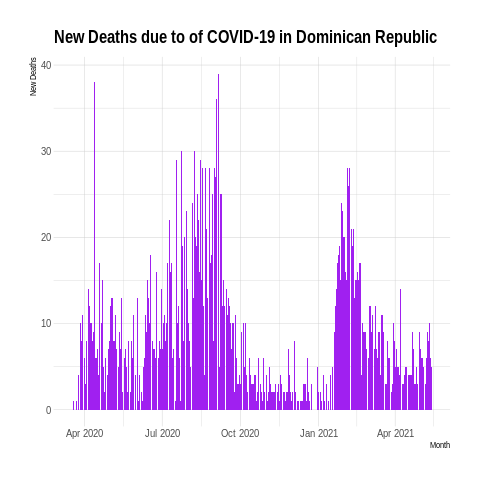 New Deaths due to of COVID-19 in Dominican Republic
New Deaths
40
30
20
10
0
Apr 2020 Jul 2020 Oct 2020 Jan 2021 Apr 2021
Month